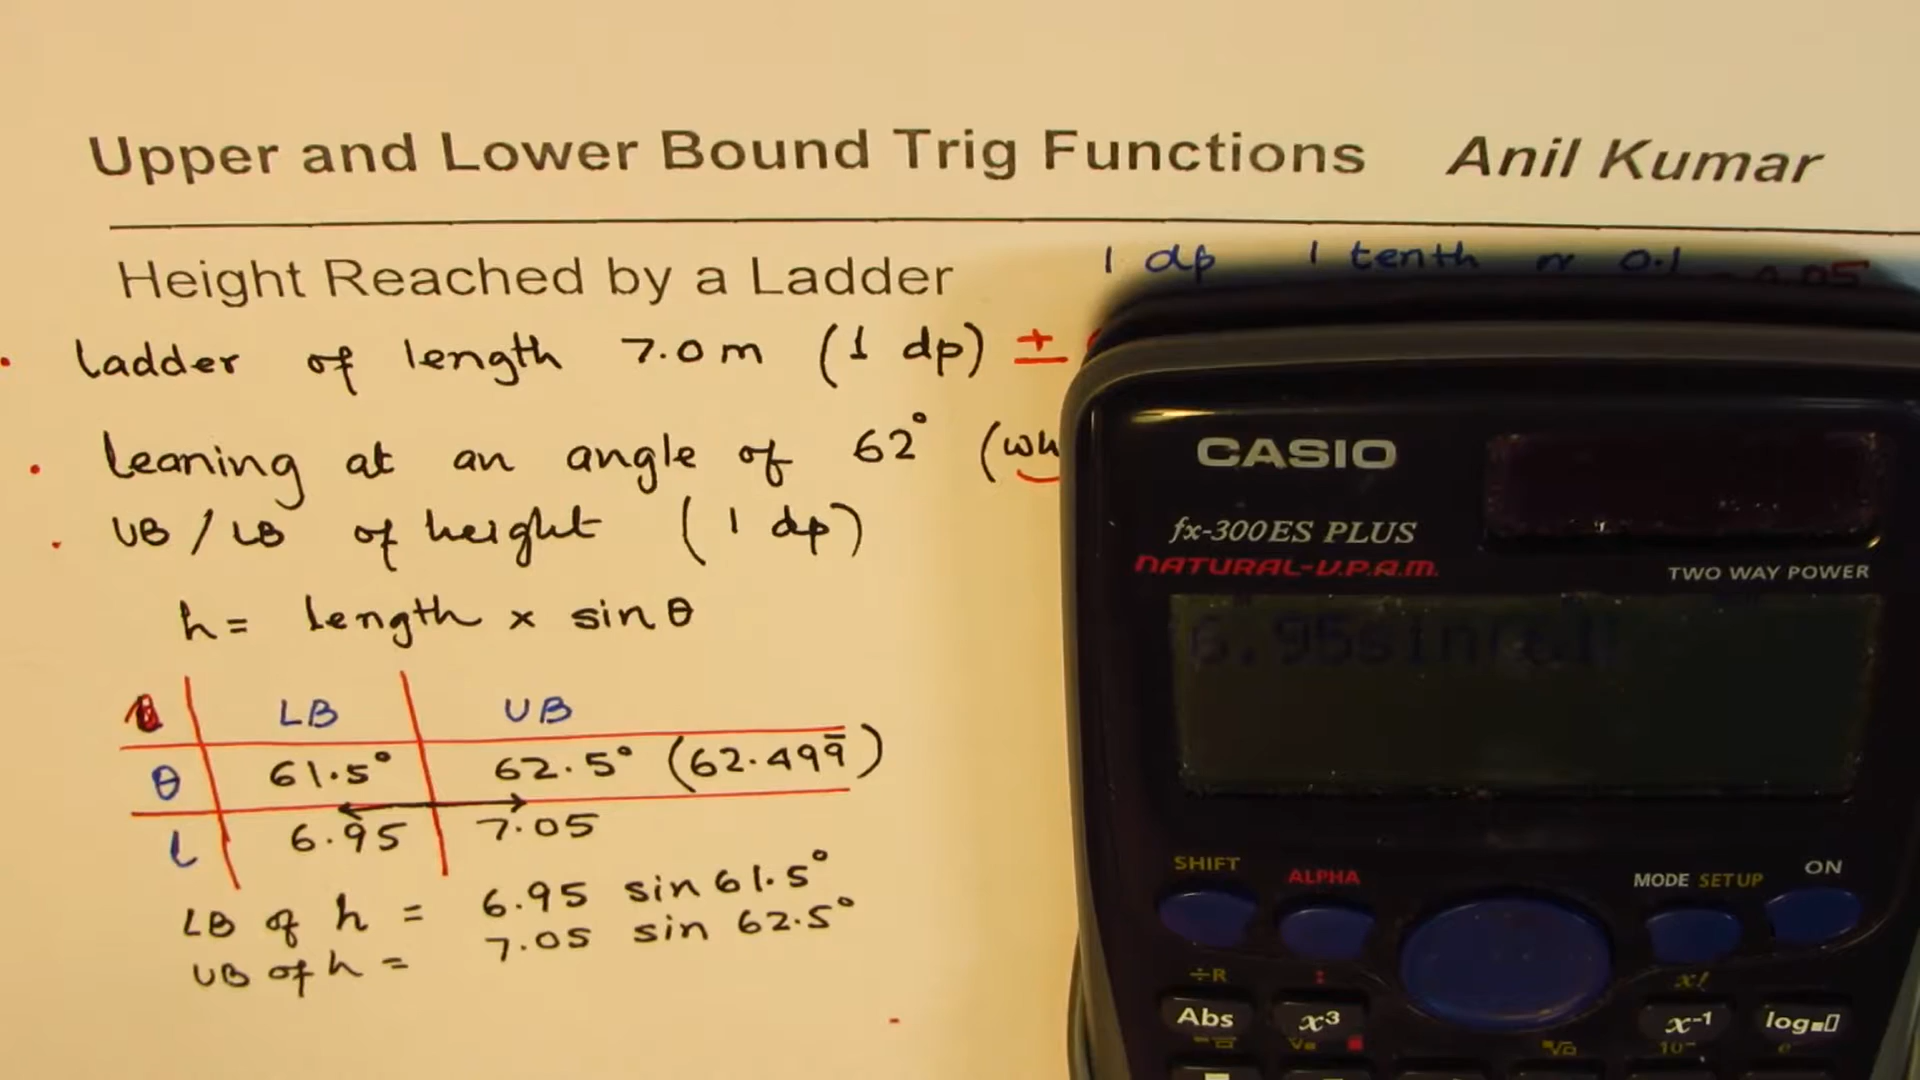 Upper and Lower Bound Trig Functions Anil Kumar
Height Reached by a Ladder
1 dp 1 tenth 0.1
ladder of length 7.0 m (1 dp) ±
leaning at an angle of 62° (wh
UB / LB of height (1 dp)
h = length × sin θ
LB UB
θ 61.5° 62.5° (62.499̅)
L 6.95 7.05
LB of h = 6.95 sin 61.5°
UB of h = 7.05 sin 62.5°
CASIO
fx-300ES PLUS
NATURAL-V.P.A.M.
TWO WAY POWER
6.95sin(61
SHIFT ALPHA MODE SETUP ON
÷R : x!
Abs x³ x⁻¹ log